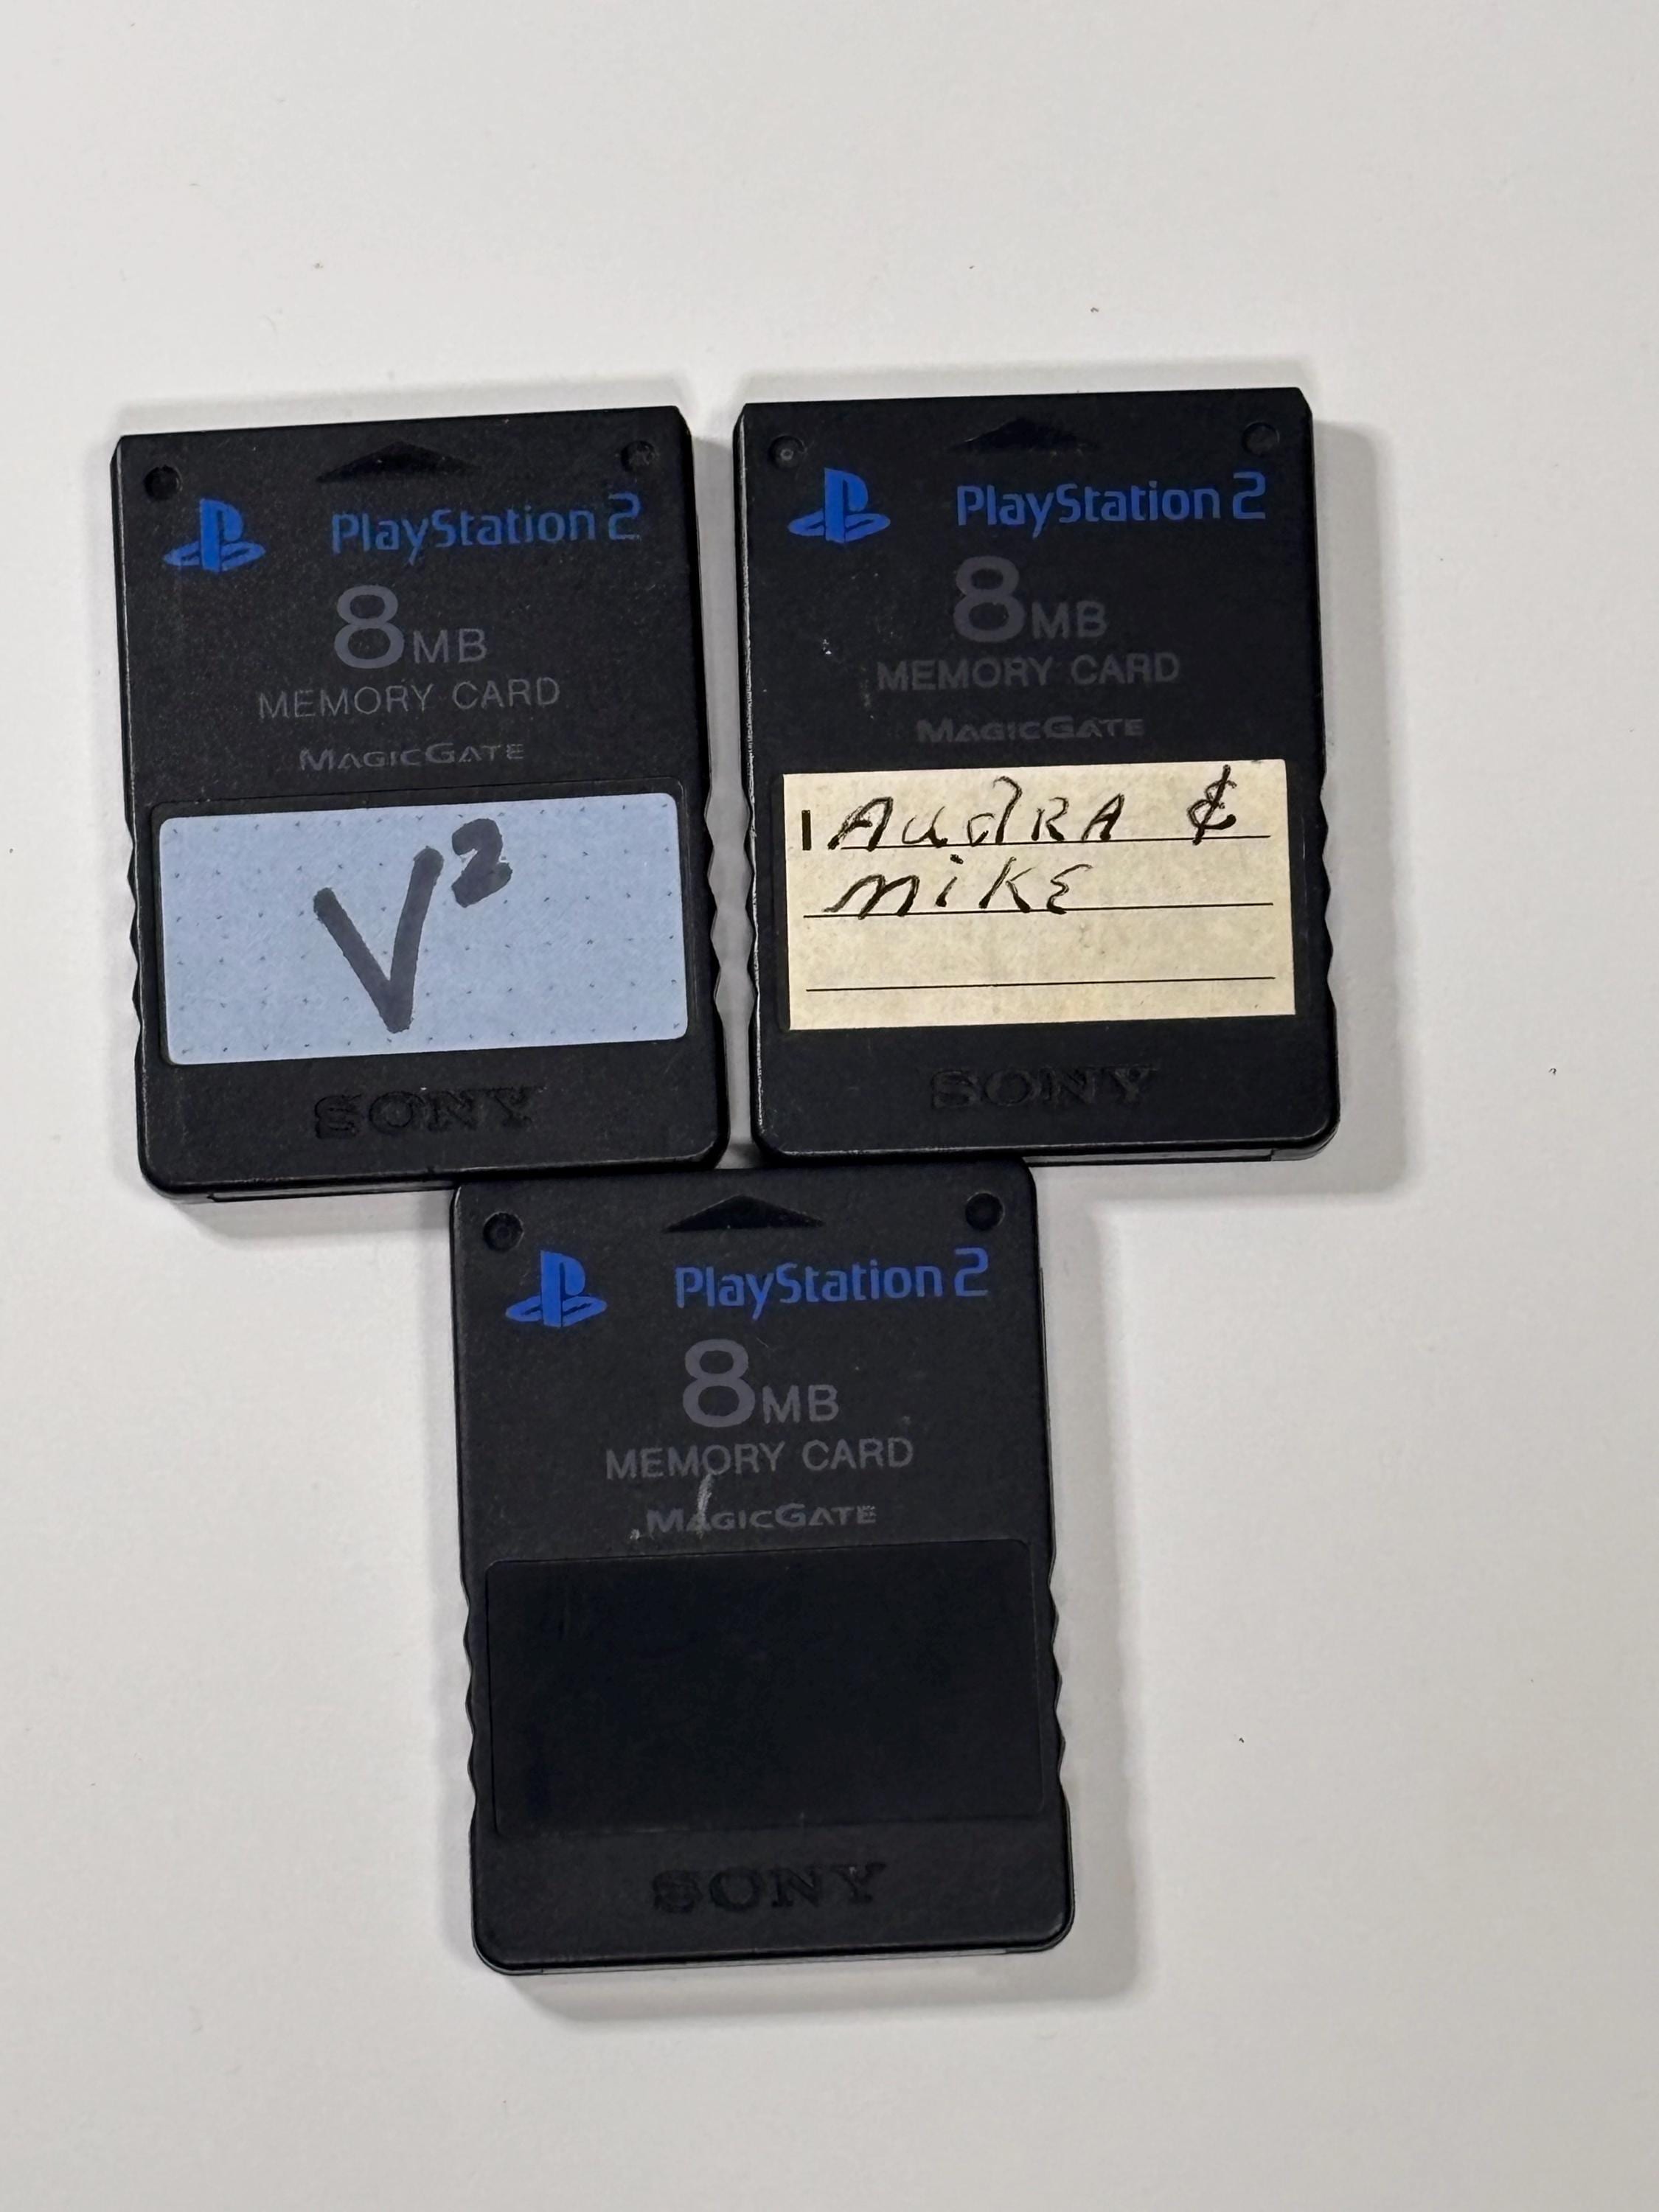 PlayStation 2
8MB
MEMORY CARD
MAGICGATE
V²
SONY
PlayStation 2
8MB
MEMORY CARD
MAGICGATE
1 AudRA &
MiKE
SONY
PlayStation 2
8MB
MEMORY CARD
MAGICGATE
SONY